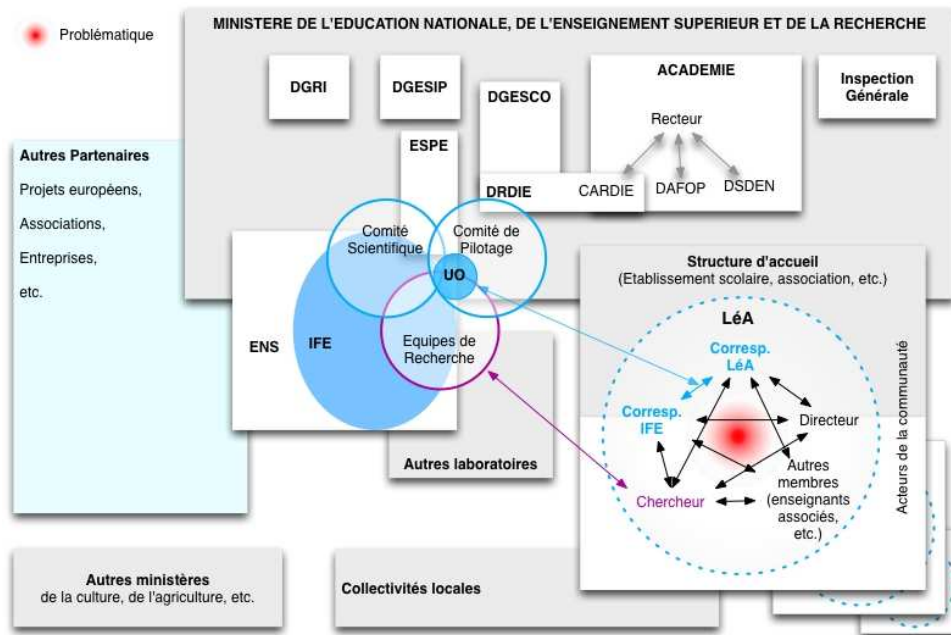 Problématique
MINISTERE DE L'EDUCATION NATIONALE, DE L'ENSEIGNEMENT SUPERIEUR ET DE LA RECHERCHE
DGRI
DGESIP
DGESCO
ACADEMIE
Inspection
Générale
Recteur
ESPE
DRDIE
CARDIE
DAFOP
DSDEN
Autres Partenaires
Projets européens,
Associations,
Entreprises,
etc.
Comité
Scientifique
Comité de
Pilotage
UO
ENS
IFE
Equipes de
Recherche
Autres laboratoires
Structure d'accueil
(Etablissement scolaire, association, etc.)
LéA
Corresp.
LéA
Corresp.
IFE
Directeur
Chercheur
Autres
membres
(enseignants
associés,
etc.)
Acteurs de la communauté
Autres ministères
de la culture, de l'agriculture, etc.
Collectivités locales